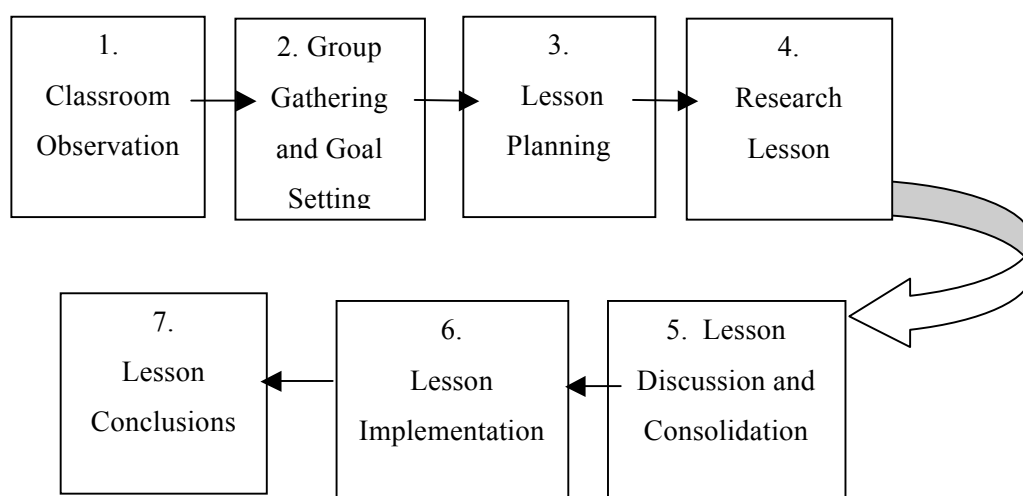 1.
Classroom
Observation
2. Group
Gathering
and Goal
Setting
3.
Lesson
Planning
4.
Research
Lesson
5. Lesson
Discussion and
Consolidation
6.
Lesson
Implementation
7.
Lesson
Conclusions